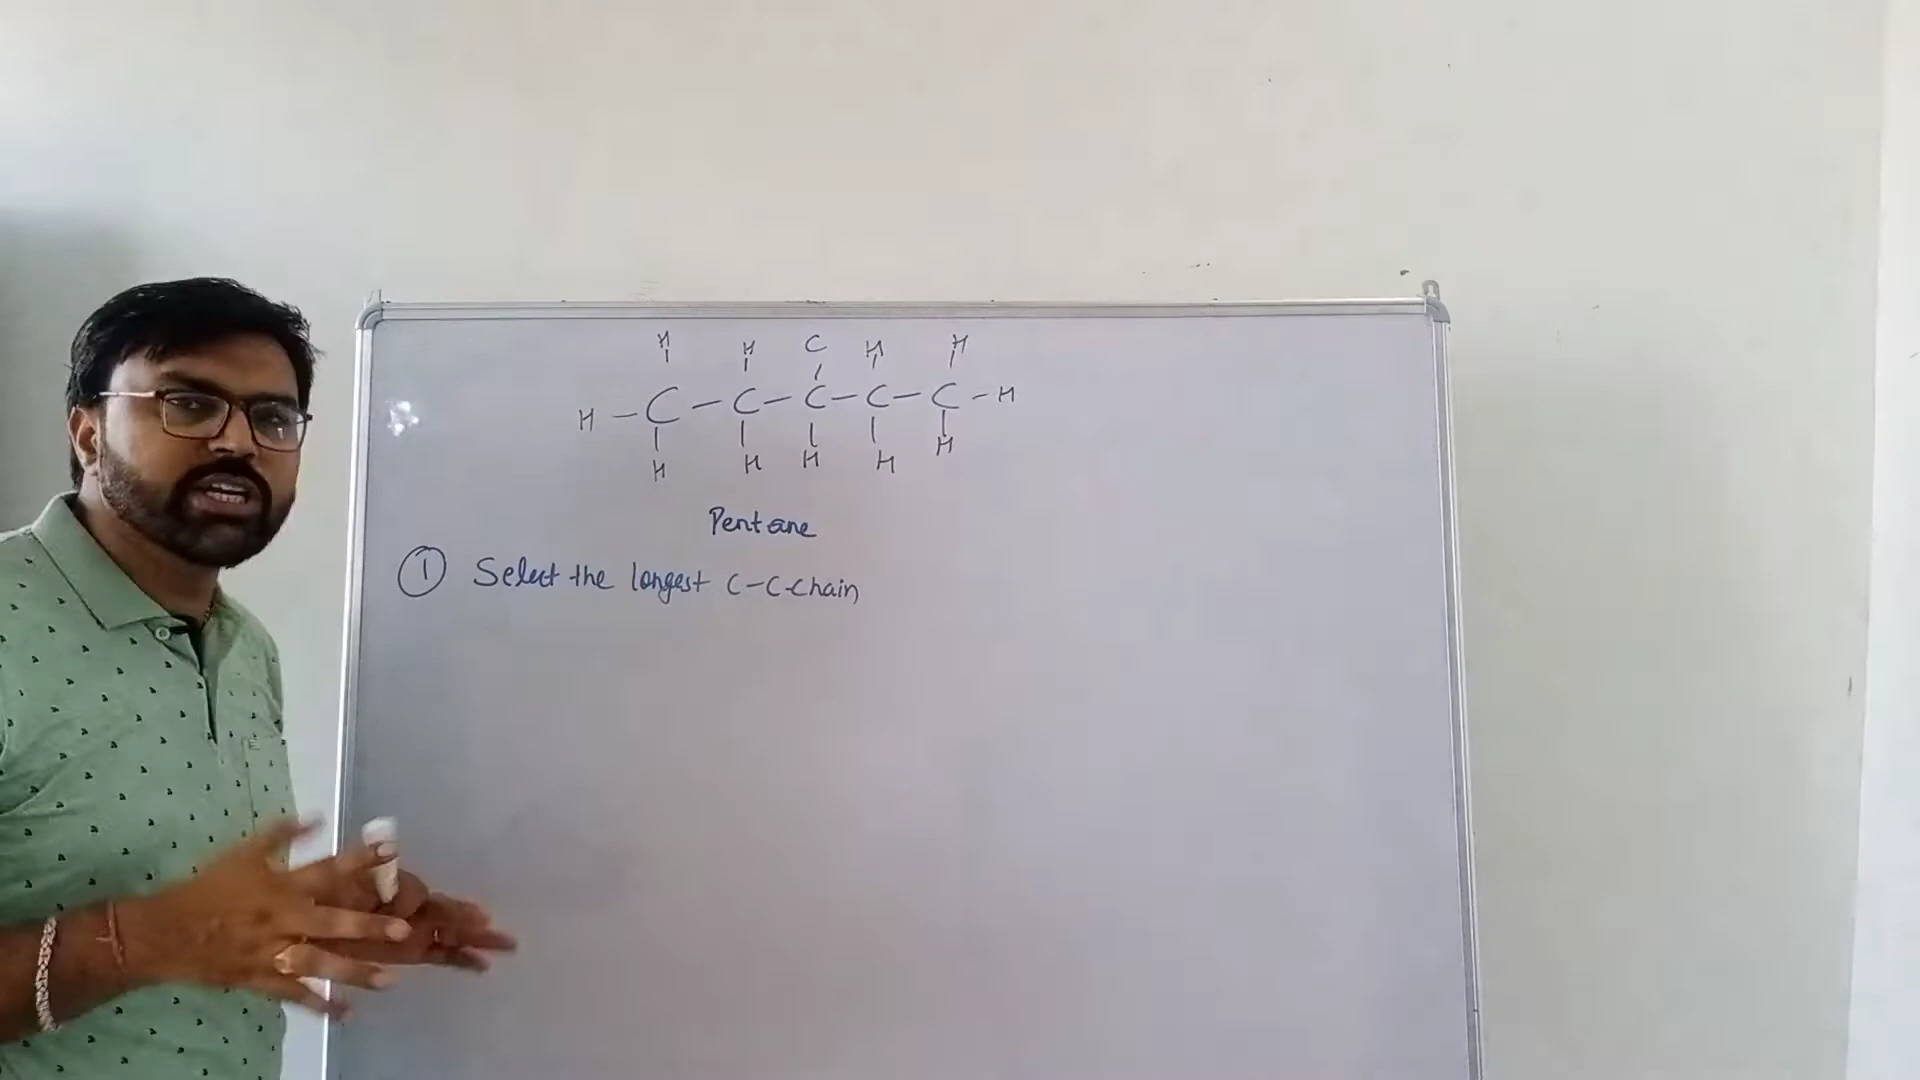 H H C H H
H - C - C - C - C - C - H
H H H H H
Pentane
① Select the longest C-C-Chain